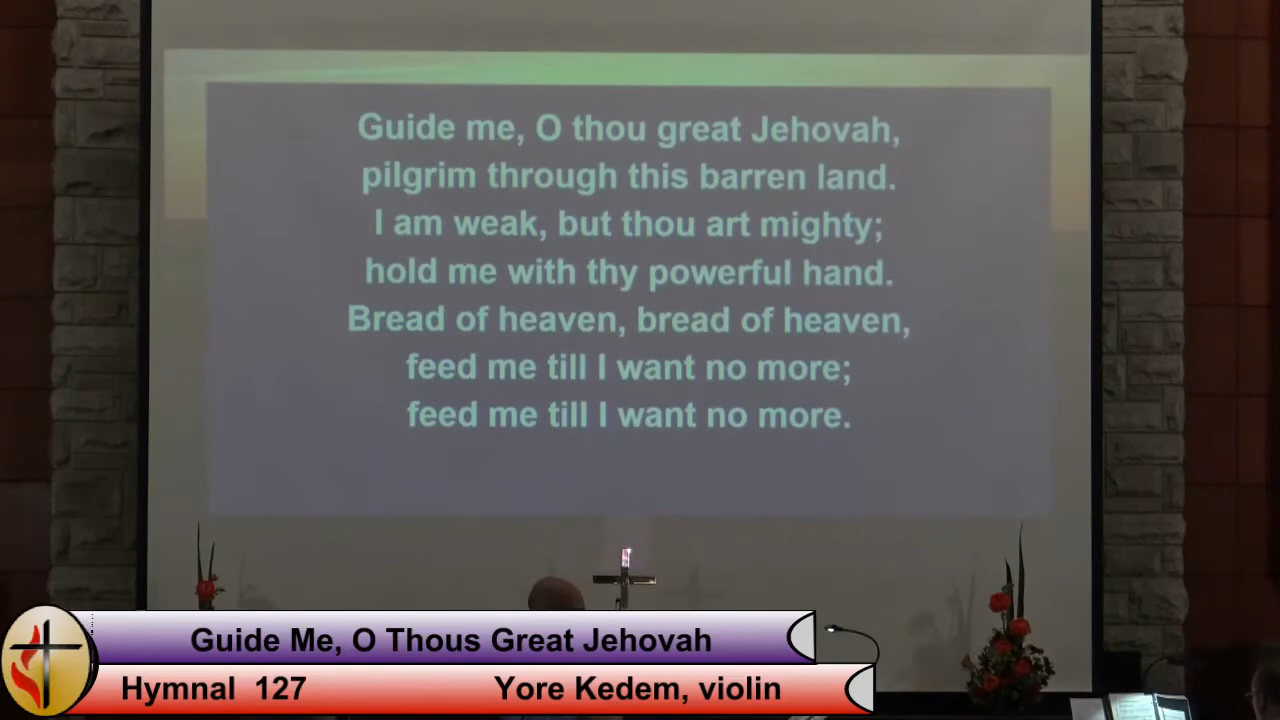 Guide me, O thou great Jehovah,
pilgrim through this barren land.
I am weak, but thou art mighty;
hold me with thy powerful hand.
Bread of heaven, bread of heaven,
feed me till I want no more;
feed me till I want no more.
Guide Me, O Thous Great Jehovah
Hymnal 127 Yore Kedem, violin